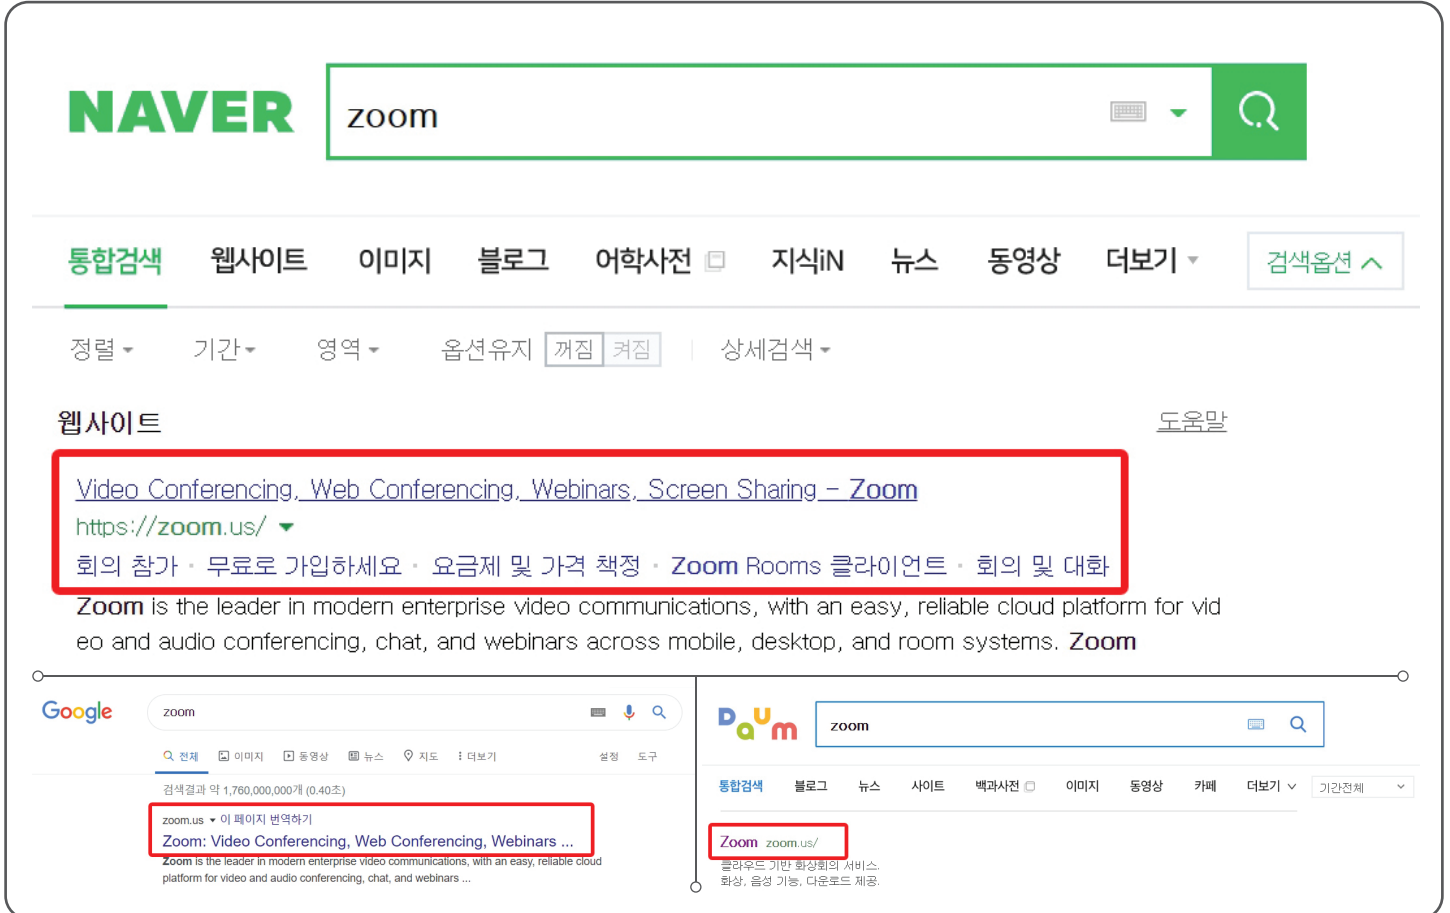 NAVER
zoom
통합검색 웹사이트 이미지 블로그 어학사전 지식iN 뉴스 동영상 더보기 검색옵션
정렬 기간 영역 옵션유지 꺼짐 켜짐 상세검색
웹사이트 도움말
Video Conferencing, Web Conferencing, Webinars, Screen Sharing - Zoom
https://zoom.us/
회의 참가 · 무료로 가입하세요 · 요금제 및 가격 책정 · Zoom Rooms 클라이언트 · 회의 및 대화
Zoom is the leader in modern enterprise video communications, with an easy, reliable cloud platform for vid
eo and audio conferencing, chat, and webinars across mobile, desktop, and room systems. Zoom
Google
zoom
전체 이미지 동영상 뉴스 지도 더보기 설정 도구
검색결과 약 1,760,000,000개 (0.40초)
zoom.us 이 페이지 번역하기
Zoom: Video Conferencing, Web Conferencing, Webinars ...
Zoom is the leader in modern enterprise video communications, with an easy, reliable cloud
platform for video and audio conferencing, chat, and webinars ...
Daum
zoom
통합검색 블로그 뉴스 사이트 백과사전 이미지 동영상 카페 더보기 기간전체
Zoom zoom.us/
클라우드 기반 화상회의 서비스.
화상, 음성 기능, 다운로드 제공.